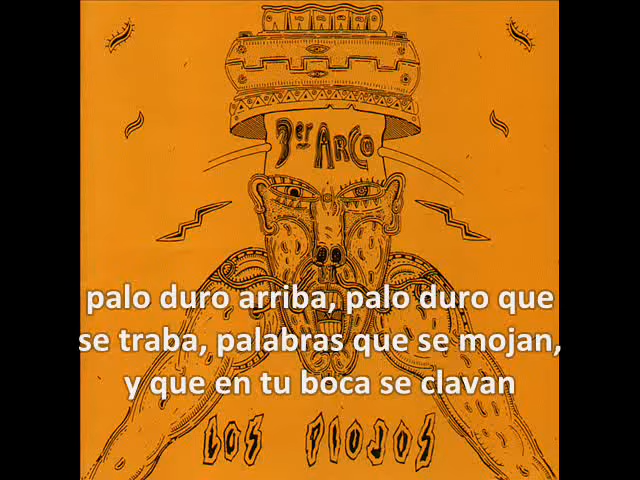 3er ARCO
palo duro arriba, palo duro que
se traba, palabras que se mojan,
y que en tu boca se clavan
LOS PIOJOS